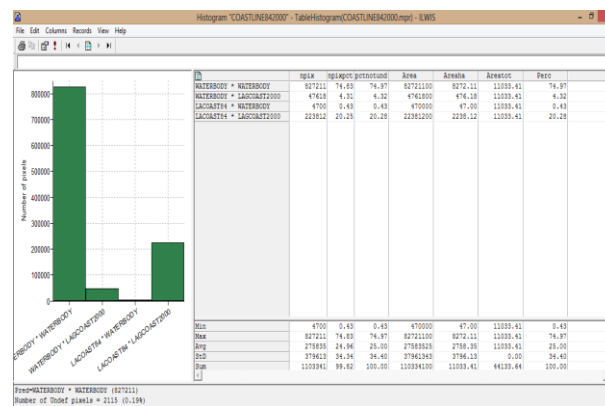 Histogram "COASTLINE842000" - TableHistogram(COASTLINE842000.mpr) - ILWIS
File Edit Columns Records View Help
npix npixpct pctnotund Area Areaha Areatot Perc
WATERBODY * WATERBODY 827211 74.83 74.97 82721100 8272.11 11033.41 74.97
WATERBODY * LAGCOAST2000 47618 4.31 4.32 4761800 476.18 11033.41 4.32
LACOAST84 * WATERBODY 4700 0.43 0.43 470000 47.00 11033.41 0.43
LACOAST84 * LAGCOAST2000 223812 20.25 20.28 22381200 2238.12 11033.41 20.28
Number of pixels
800000
700000
600000
500000
400000
300000
200000
100000
0
WATERBODY * WATERBODY
WATERBODY * LAGCOAST2000
LACOAST84 * WATERBODY
LACOAST84 * LAGCOAST2000
Min 4700 0.43 0.43 470000 47.00 11033.41 0.43
Max 827211 74.83 74.97 82721100 8272.11 11033.41 74.97
Avg 275835 24.96 25.00 27583525 2758.35 11033.41 25.00
StD 379613 34.34 34.40 37961343 3796.13 0.00 34.40
Sum 1103341 99.82 100.00 110334100 11033.41 44133.64 100.00
Pred=WATERBODY * WATERBODY (827211)
Number of Undef pixels = 2115 (0.19%)